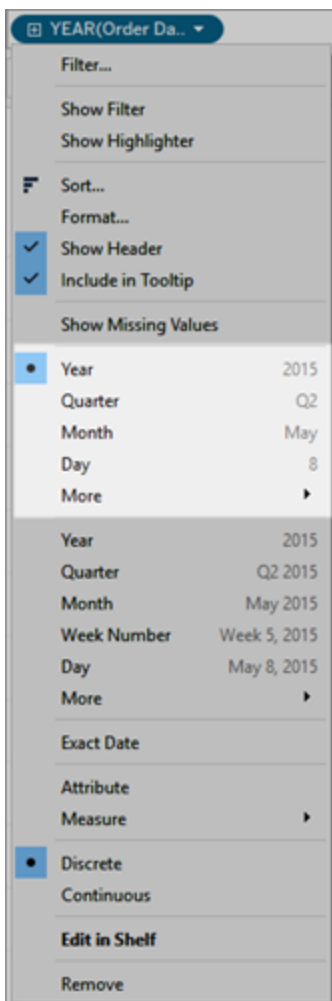 YEAR(Order Da..
Filter...
Show Filter
Show Highlighter
Sort...
Format...
Show Header
Include in Tooltip
Show Missing Values
Year 2015
Quarter Q2
Month May
Day 8
More
Year 2015
Quarter Q2 2015
Month May 2015
Week Number Week 5, 2015
Day May 8, 2015
More
Exact Date
Attribute
Measure
Discrete
Continuous
Edit in Shelf
Remove